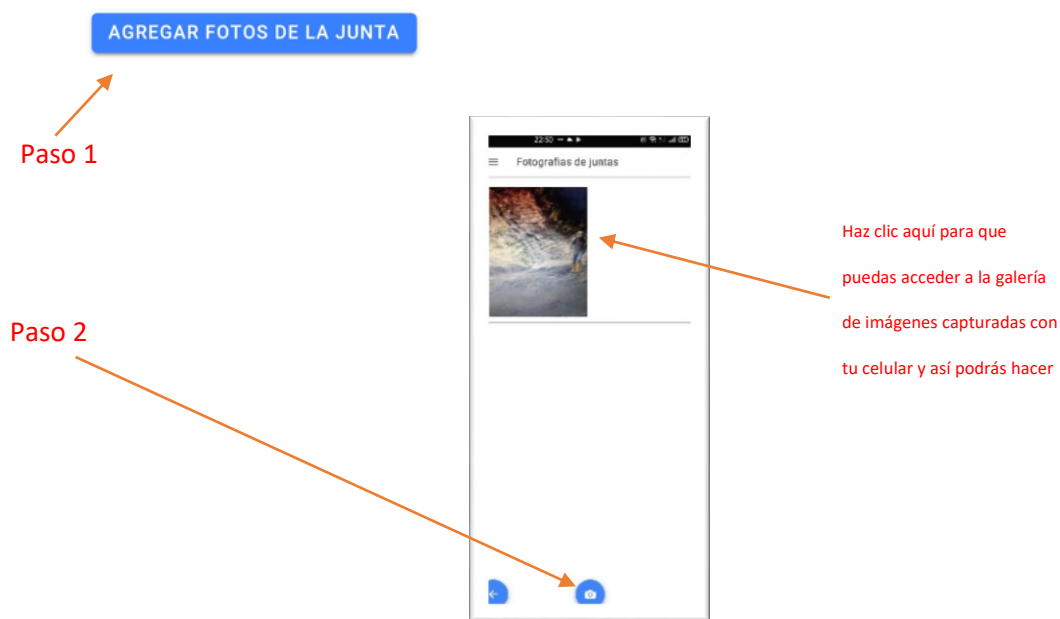 AGREGAR FOTOS DE LA JUNTA
Paso 1
22:50
Fotografias de juntas
Haz clic aquí para que
puedas acceder a la galería
de imágenes capturadas con
tu celular y así podrás hacer
Paso 2